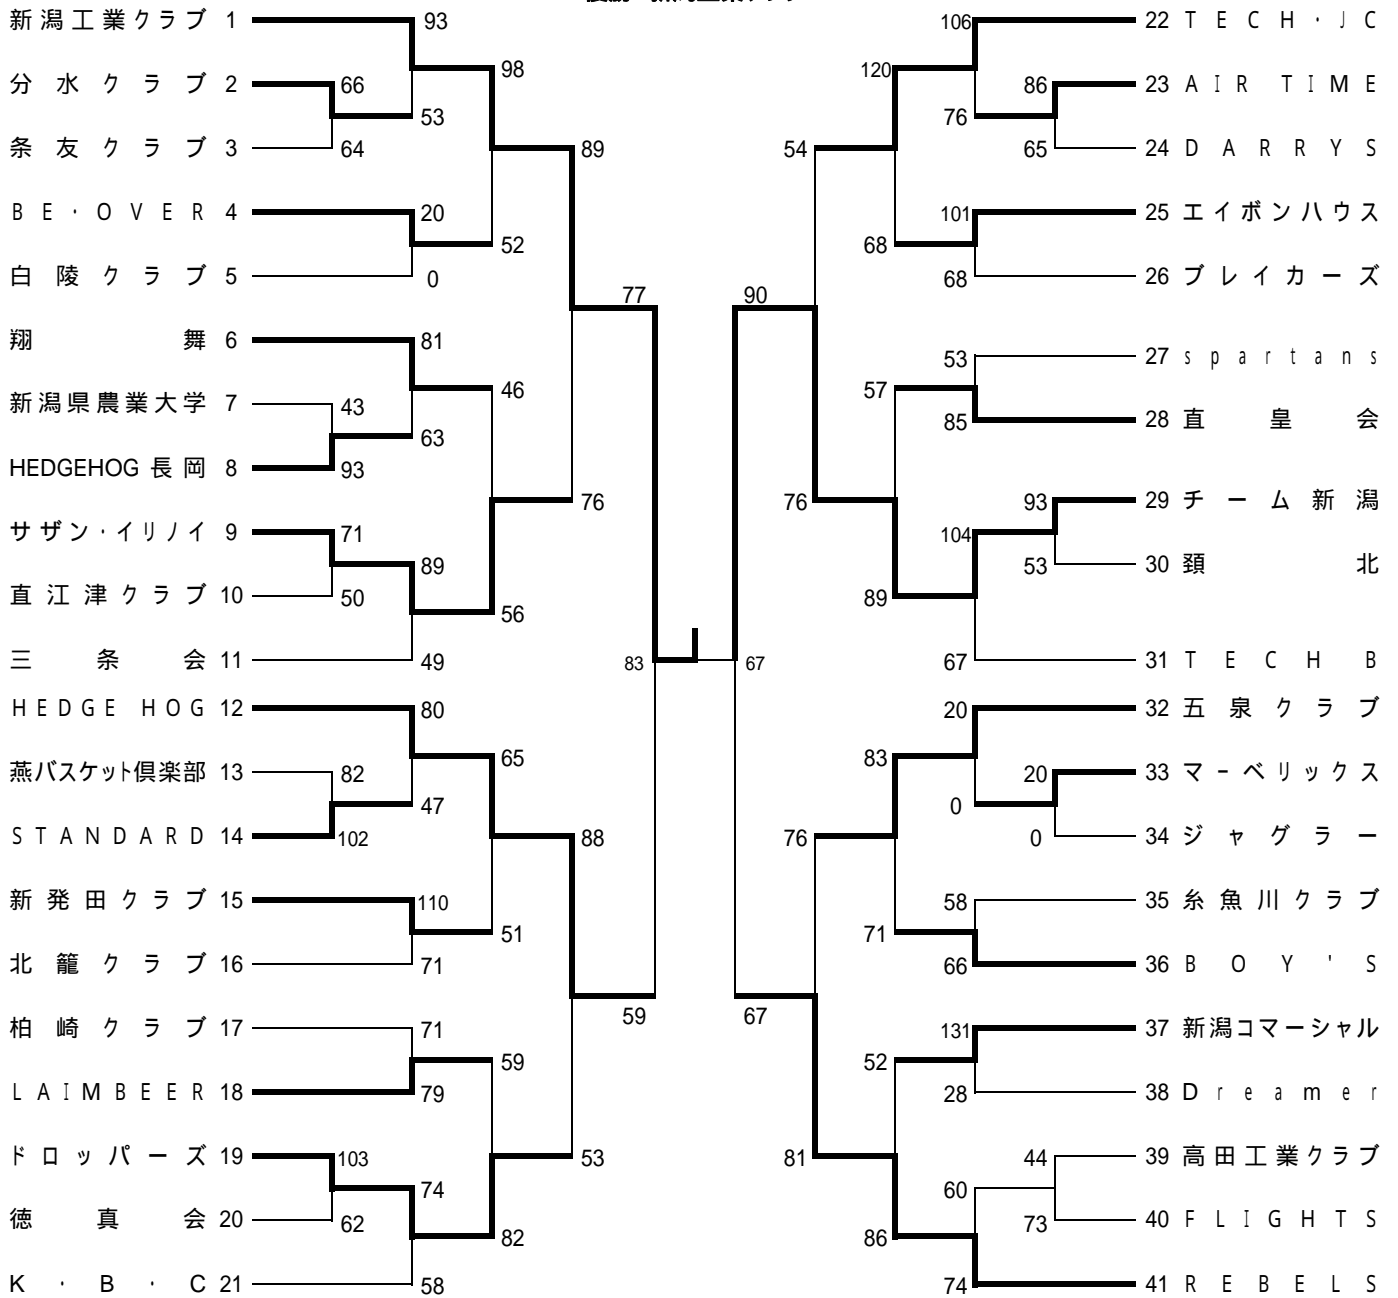 新潟工業クラブ 1 93 106 22 TECH・JC
98 120
分水クラブ 2 66 86 23 AIR TIME
53 76
条友クラブ 3 64 89 54 65 24 DARRYS
BE・OVER 4 20 101 25 エイボンハウス
52 68
白陵クラブ 5 0 68 26 ブレイカーズ
77 90
翔舞 6 81 53 27 spartans
46 57
新潟県農業大学 7 43 85 28 直皇会
63
HEDGEHOG 長岡 8 93
76 76 93 29 チーム新潟
サザン・イリノイ 9 71 104
89 53 30 頚北
直江津クラブ 10 50 56 89
三条会 11 49 83 67 67 31 TECH B
HEDGE HOG 12 80 20 32 五泉クラブ
65 83
燕バスケット倶楽部 13 82 20 33 マーベリックス
47 0
STANDARD 14 102 88 76 0 34 ジャグラー
新発田クラブ 15 110 58 35 糸魚川クラブ
51 71
北籠クラブ 16 71 66 36 BOY'S
59 67
柏崎クラブ 17 71 131 37 新潟コマーシャル
59 52
LAIMBEER 18 79 28 38 Dreamer
ドロッパーズ 19 103 53 81 44 39 高田工業クラブ
74 60
徳真会 20 62 82 86 73 40 FLIGHTS
K・B・C 21 58 74 41 REBELS